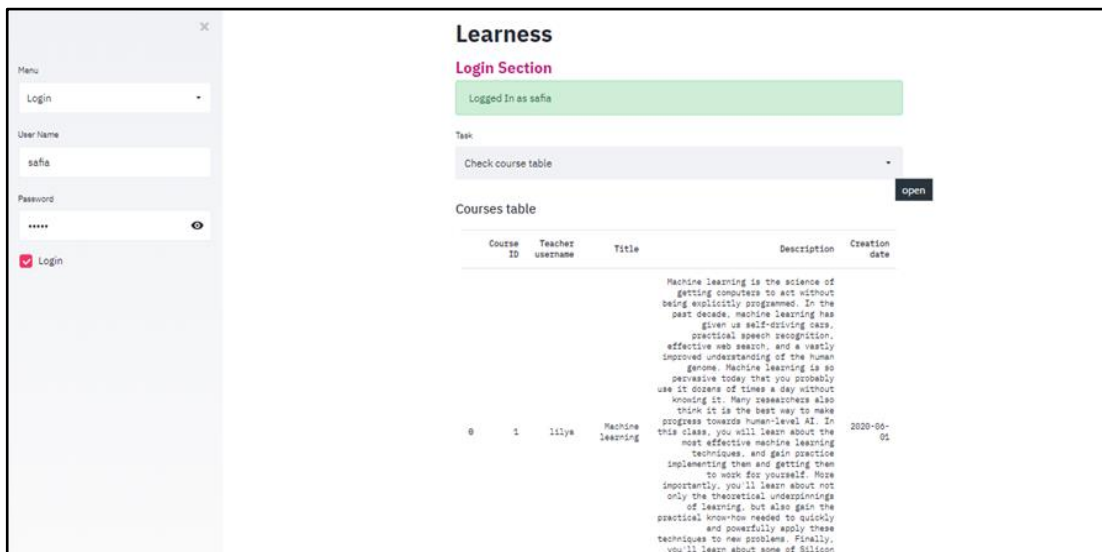 ×
Menu
Login
User Name
safia
Password
•••••
Login
Learness
Login Section
Logged In as safia
Task
Check course table
open
Courses table
Course ID Teacher username Title Description Creation date
Machine learning is the science of
getting computers to act without
being explicitly programmed. In the
past decade, machine learning has
given us self-driving cars,
practical speech recognition,
effective web search, and a vastly
improved understanding of the human
genome. Machine learning is so
pervasive today that you probably
use it dozens of times a day without
knowing it. Many researchers also
think it is the best way to make
progress towards human-level AI. In
0 1 lilya Machine learning this class, you will learn about the 2020-06-01
most effective machine learning
techniques, and gain practice
implementing them and getting them
to work for yourself. More
importantly, you'll learn about not
only the theoretical underpinnings
of learning, but also gain the
practical know-how needed to quickly
and powerfully apply these
techniques to new problems. Finally,
you'll learn about some of Silicon